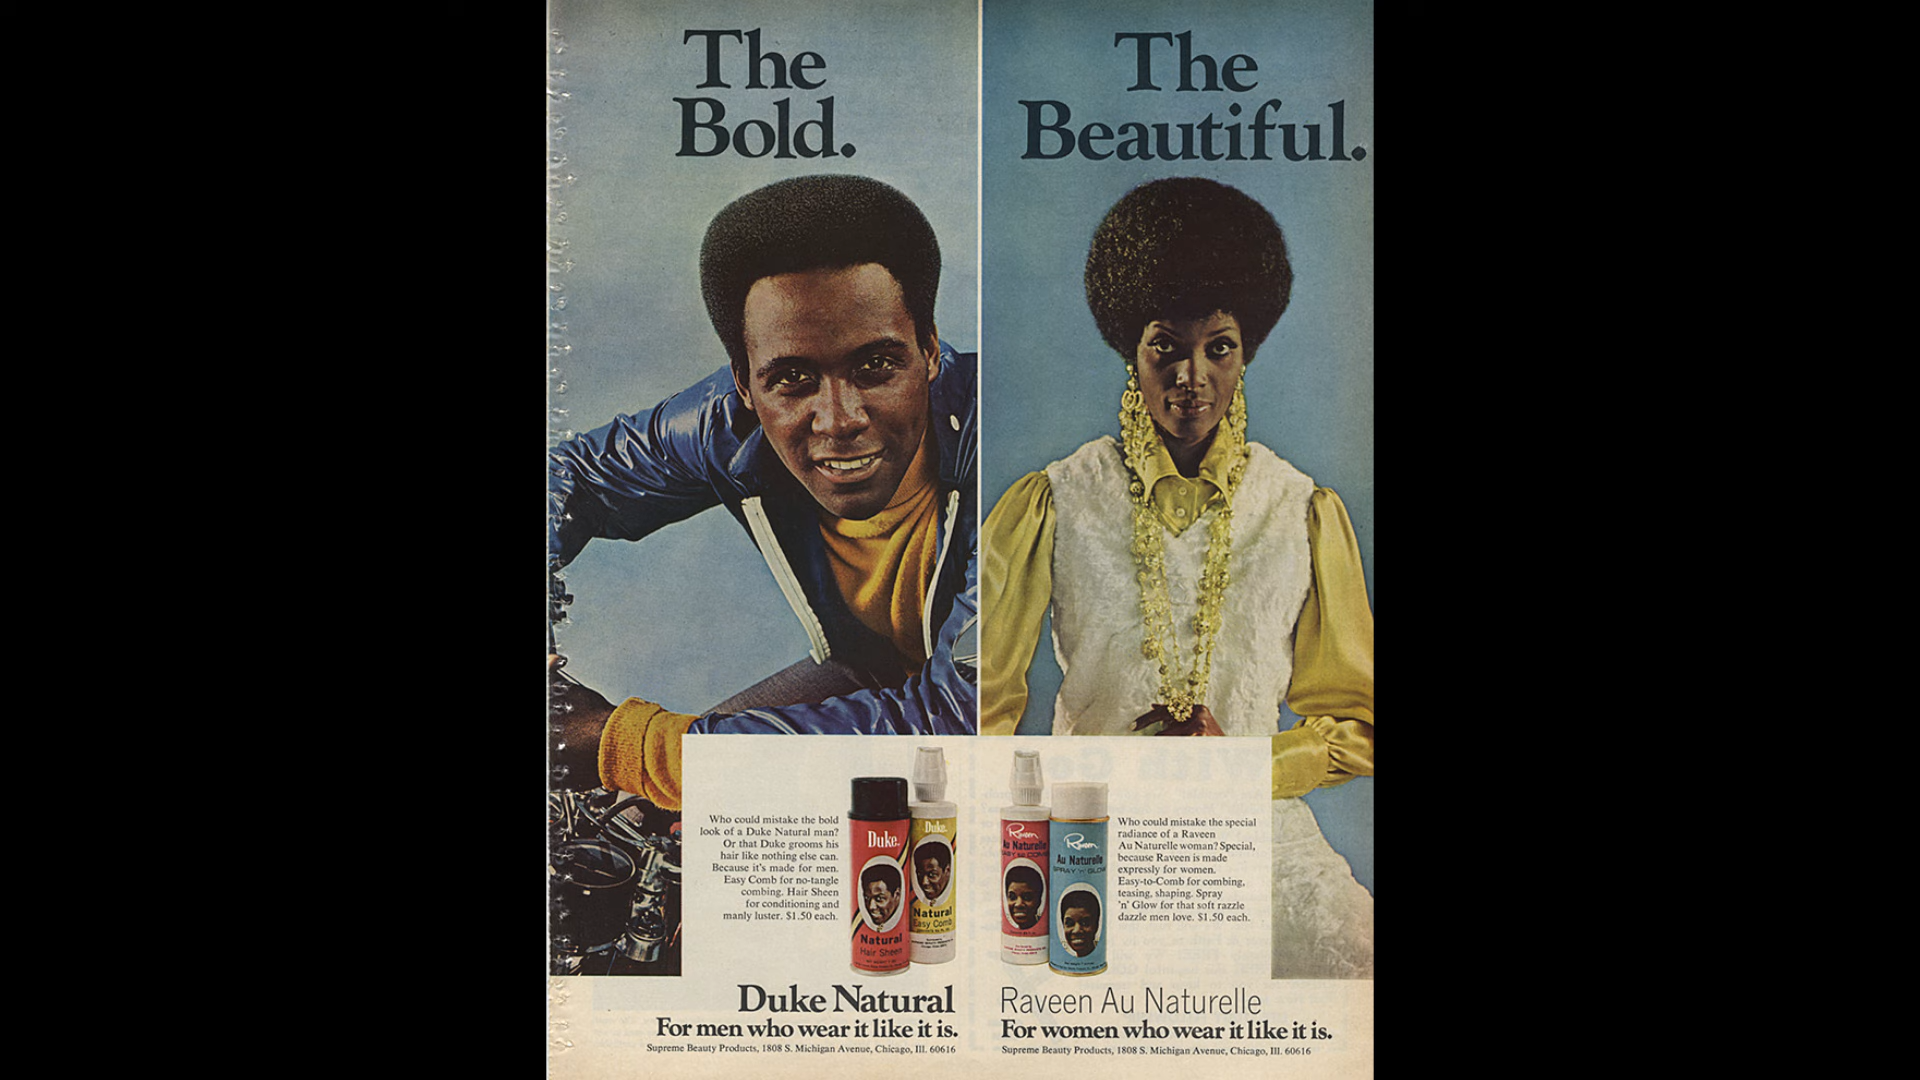 The
Bold.
The
Beautiful.
Who could mistake the bold
look of a Duke Natural man?
Or that Duke grooms his
hair like nothing else can.
Because it's made for men.
Easy Comb for no-tangle
combing. Hair Sheen
for conditioning and
manly luster. $1.50 each.
Duke
Natural
Hair Sheen
Duke
Natural
Easy Comb
Raveen
Au Naturelle
EASY to COMB
Raveen
Au Naturelle
SPRAY 'n' GLOW
Who could mistake the special
radiance of a Raveen
Au Naturelle woman? Special,
because Raveen is made
expressly for women.
Easy-to-Comb for combing,
teasing, shaping. Spray
'n' Glow for that soft razzle
dazzle men love. $1.50 each.
Duke Natural
For men who wear it like it is.
Supreme Beauty Products, 1808 S. Michigan Avenue, Chicago, Ill. 60616
Raveen Au Naturelle
For women who wear it like it is.
Supreme Beauty Products, 1808 S. Michigan Avenue, Chicago, Ill. 60616